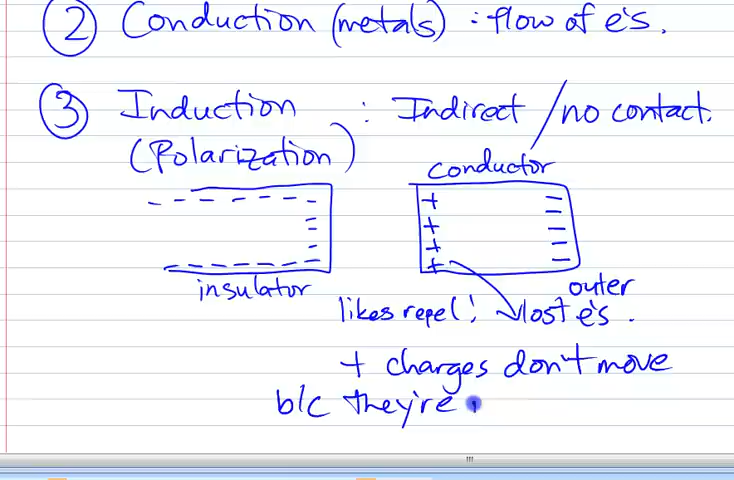 ② Conduction (metals) : flow of e's.
③ Induction : Indirect / no contact.
(Polarization)
conductor
insulator
outer
likes repel! lost e's.
+ charges don't move
b/c they're